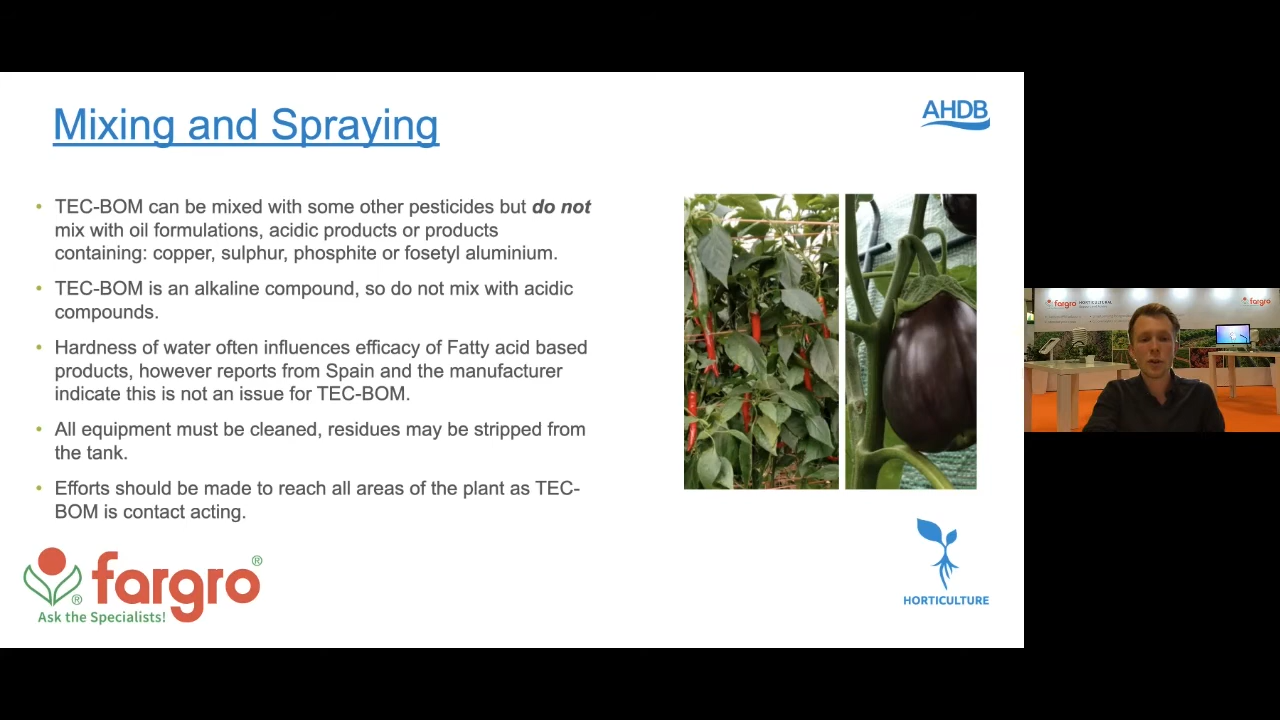 Mixing and Spraying
AHDB
• TEC-BOM can be mixed with some other pesticides but do not
mix with oil formulations, acidic products or products
containing: copper, sulphur, phosphite or fosetyl aluminium.
• TEC-BOM is an alkaline compound, so do not mix with acidic
compounds.
• Hardness of water often influences efficacy of Fatty acid based
products, however reports from Spain and the manufacturer
indicate this is not an issue for TEC-BOM.
• All equipment must be cleaned, residues may be stripped from
the tank.
• Efforts should be made to reach all areas of the plant as TEC-
BOM is contact acting.
fargro®
®
Ask the Specialists!
HORTICULTURE
fargro HORTICULTURAL
fargro